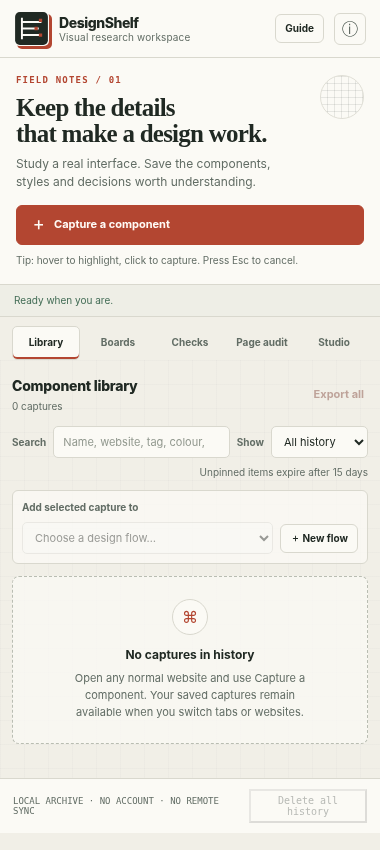 DesignShelf
Visual research workspace
Guide
FIELD NOTES / 01
Keep the details
that make a design work.
Study a real interface. Save the components,
styles and decisions worth understanding.
+ Capture a component
Tip: hover to highlight, click to capture. Press Esc to cancel.
Ready when you are.
Library Boards Checks Page audit Studio
Component library
0 captures
Export all
Search Name, website, tag, colour, Show All history
Unpinned items expire after 15 days
Add selected capture to
Choose a design flow... + New flow
⌘
No captures in history
Open any normal website and use Capture a
component. Your saved captures remain
available when you switch tabs or websites.
LOCAL ARCHIVE · NO ACCOUNT · NO REMOTE
SYNC
Delete all
history